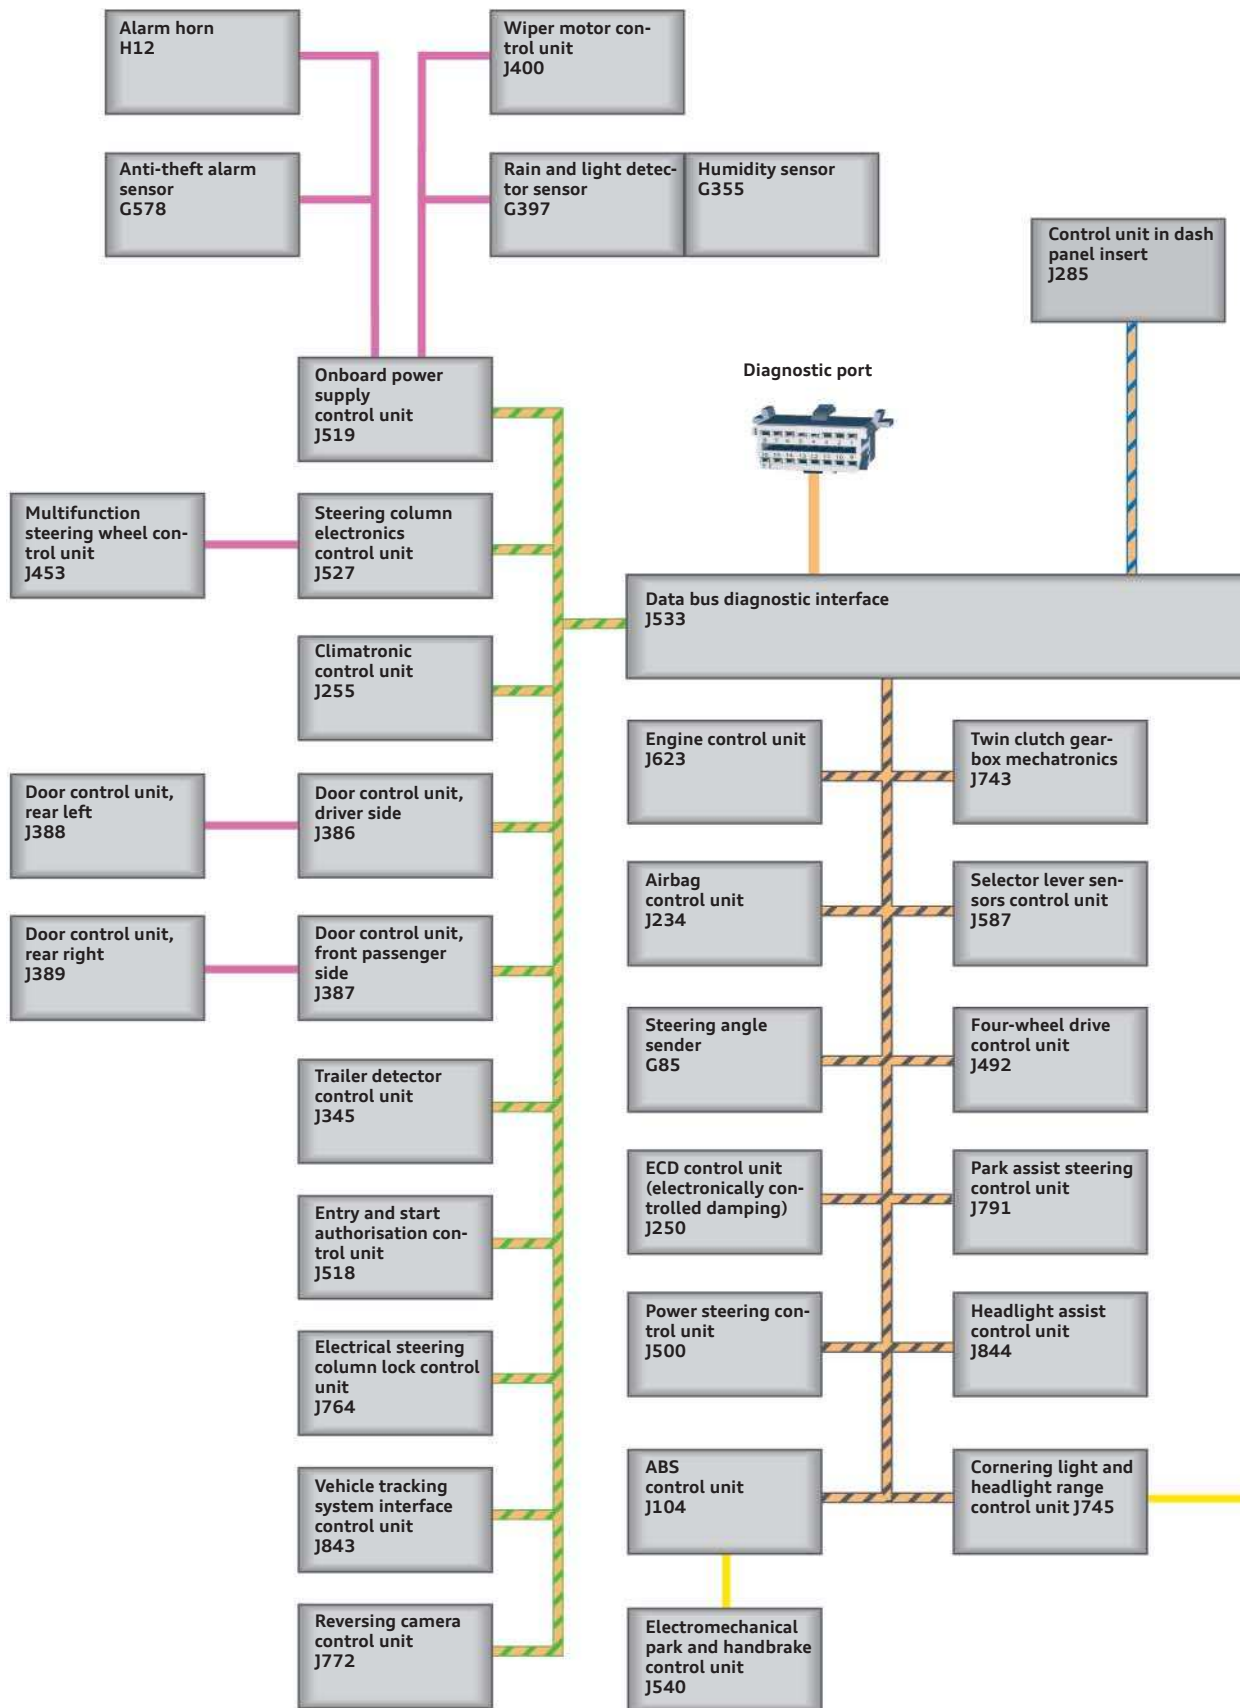 Alarm horn
H12
Wiper motor con-
trol unit
J400
Anti-theft alarm
sensor
G578
Rain and light detec-
tor sensor
G397
Humidity sensor
G355
Control unit in dash
panel insert
J285
Onboard power
supply
control unit
J519
Diagnostic port
Multifunction
steering wheel con-
trol unit
J453
Steering column
electronics
control unit
J527
Data bus diagnostic interface
J533
Climatronic
control unit
J255
Engine control unit
J623
Twin clutch gear-
box mechatronics
J743
Door control unit,
rear left
J388
Door control unit,
driver side
J386
Airbag
control unit
J234
Selector lever sen-
sors control unit
J587
Door control unit,
rear right
J389
Door control unit,
front passenger
side
J387
Steering angle
sender
G85
Four-wheel drive
control unit
J492
Trailer detector
control unit
J345
ECD control unit
(electronically con-
trolled damping)
J250
Park assist steering
control unit
J791
Entry and start
authorisation con-
trol unit
J518
Power steering con-
trol unit
J500
Headlight assist
control unit
J844
Electrical steering
column lock control
unit
J764
ABS
control unit
J104
Cornering light and
headlight range
control unit J745
Vehicle tracking
system interface
control unit
J843
Reversing camera
control unit
J772
Electromechanical
park and handbrake
control unit
J540